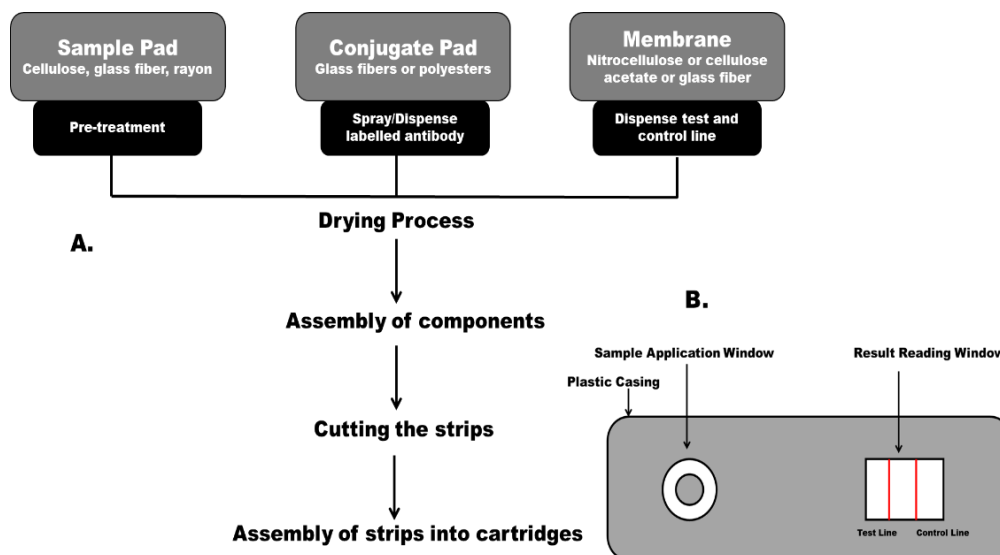 Sample Pad
Cellulose, glass fiber, rayon
Pre-treatment
Conjugate Pad
Glass fibers or polyesters
Spray/Dispense
labelled antibody
Membrane
Nitrocellulose or cellulose
acetate or glass fiber
Dispense test and
control line
Drying Process
A.
Assembly of components
Cutting the strips
Assembly of strips into cartridges
B.
Sample Application Window
Result Reading Window
Plastic Casing
Test Line
Control Line